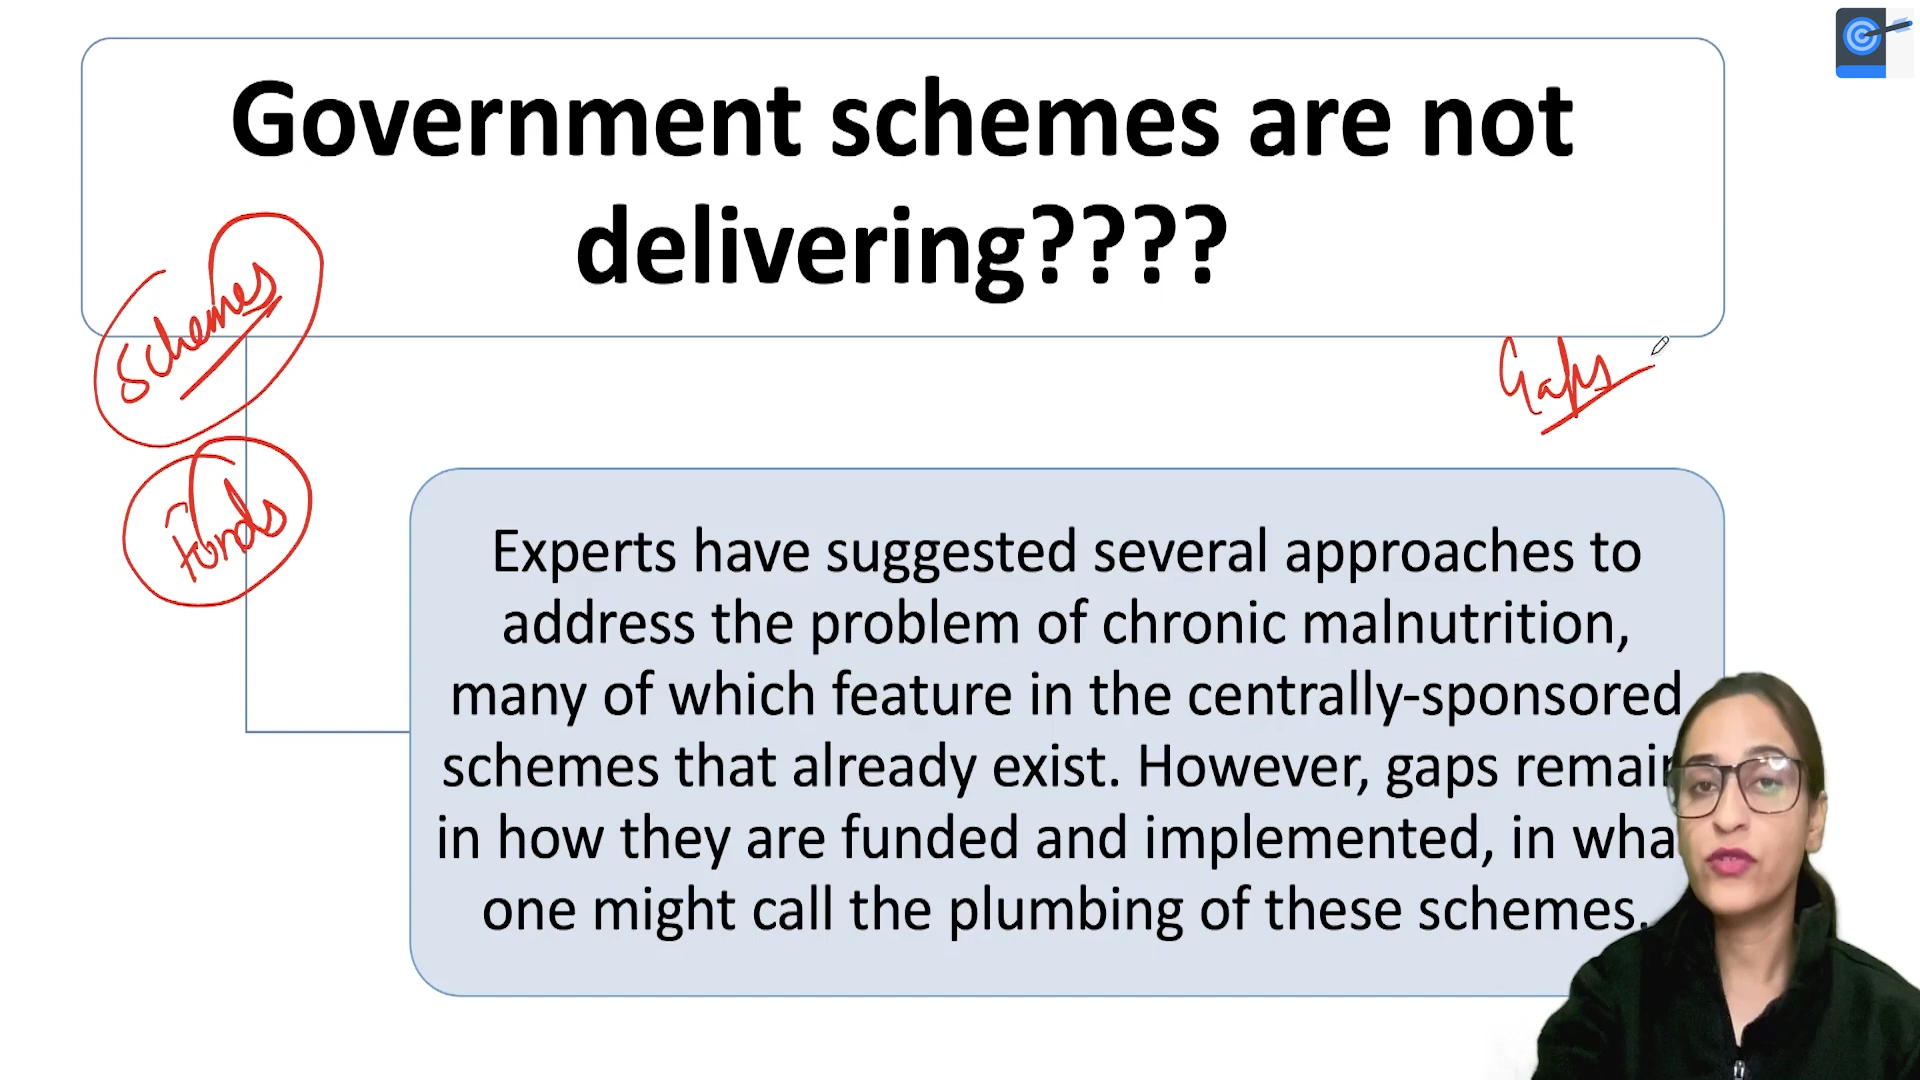 Government schemes are not
delivering????
Schemes
Gaps
Funds
Experts have suggested several approaches to
address the problem of chronic malnutrition,
many of which feature in the centrally-sponsored
schemes that already exist. However, gaps remain
in how they are funded and implemented, in wha
one might call the plumbing of these schemes.